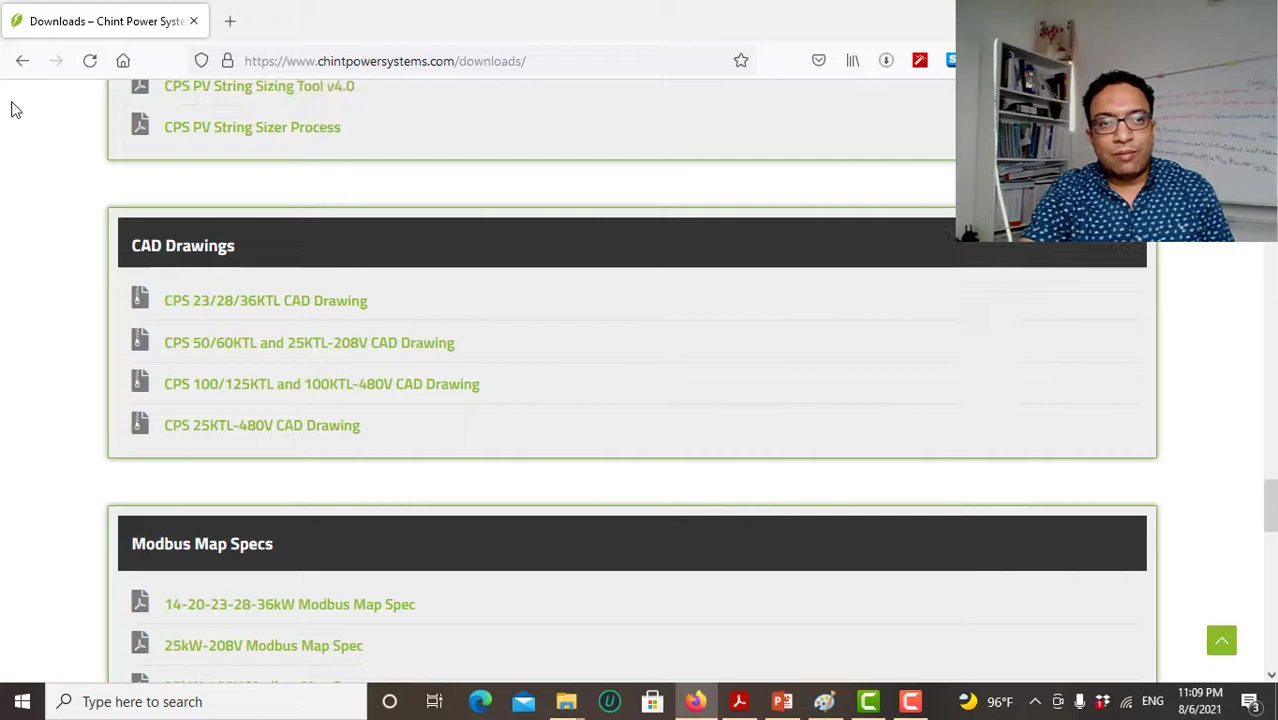 Downloads – Chint Power Syste
https://www.chintpowersystems.com/downloads/
CPS PV String Sizing Tool v4.0
CPS PV String Sizer Process
CAD Drawings
CPS 23/28/36KTL CAD Drawing
CPS 50/60KTL and 25KTL-208V CAD Drawing
CPS 100/125KTL and 100KTL-480V CAD Drawing
CPS 25KTL-480V CAD Drawing
Modbus Map Specs
14-20-23-28-36kW Modbus Map Spec
25kW-208V Modbus Map Spec
Type here to search
96°F
ENG
11:09 PM
8/6/2021
3